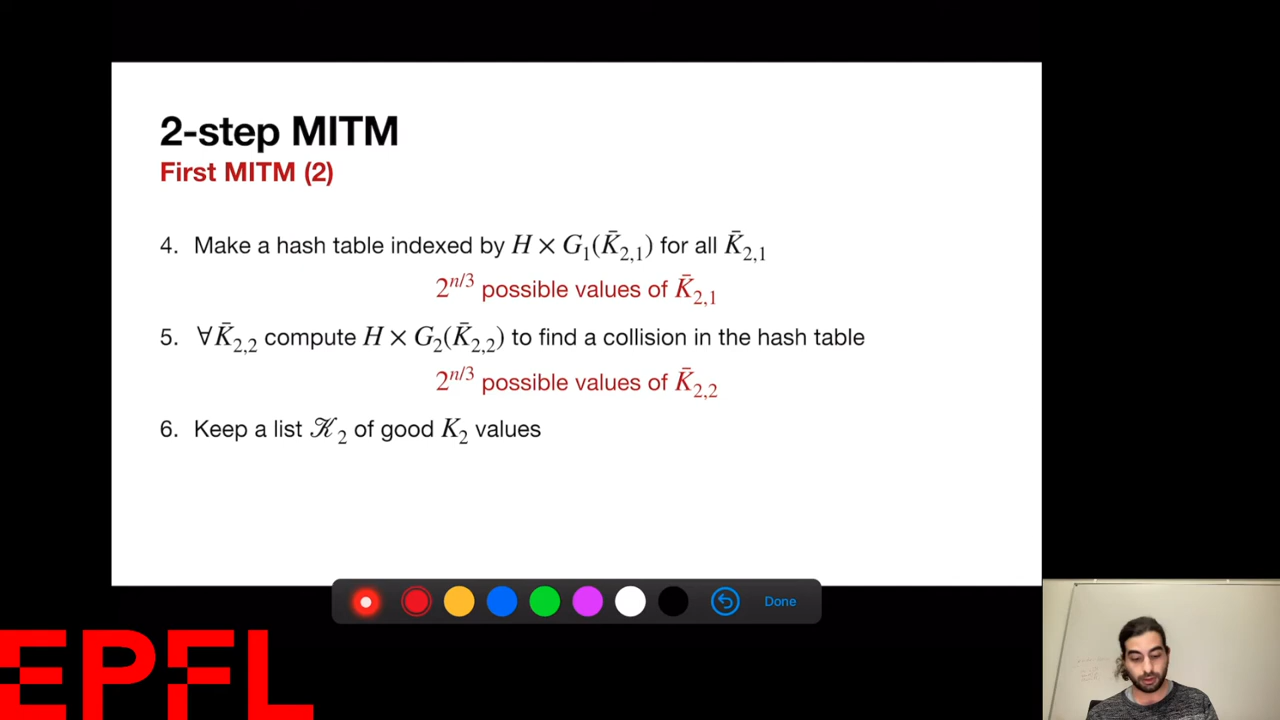 2-step MITM
First MITM (2)
4. Make a hash table indexed by H × G₁(K̄₂,₁) for all K̄₂,₁
2^{n/3} possible values of K̄₂,₁
5. ∀K̄₂,₂ compute H × G₂(K̄₂,₂) to find a collision in the hash table
2^{n/3} possible values of K̄₂,₂
6. Keep a list 𝒦₂ of good K₂ values
Done
EPFL